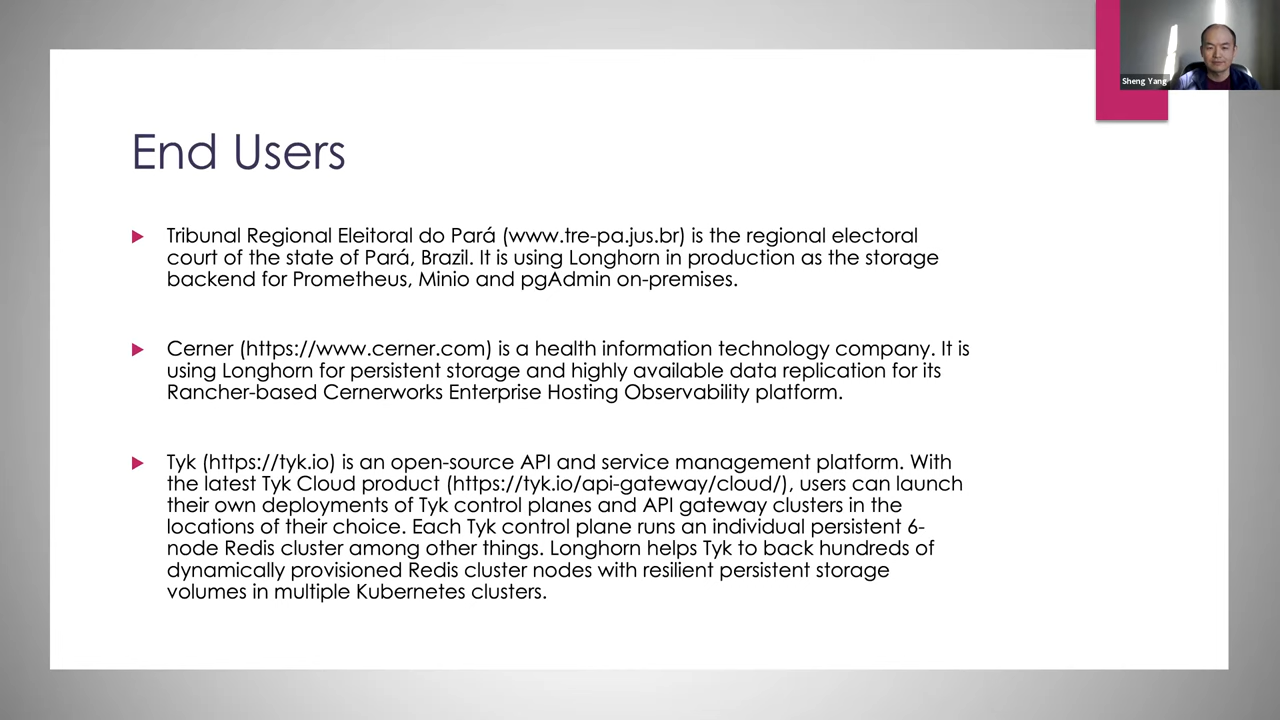 Sheng Yang
End Users
Tribunal Regional Eleitoral do Pará (www.tre-pa.jus.br) is the regional electoral
court of the state of Pará, Brazil. It is using Longhorn in production as the storage
backend for Prometheus, Minio and pgAdmin on-premises.
Cerner (https://www.cerner.com) is a health information technology company. It is
using Longhorn for persistent storage and highly available data replication for its
Rancher-based Cernerworks Enterprise Hosting Observability platform.
Tyk (https://tyk.io) is an open-source API and service management platform. With
the latest Tyk Cloud product (https://tyk.io/api-gateway/cloud/), users can launch
their own deployments of Tyk control planes and API gateway clusters in the
locations of their choice. Each Tyk control plane runs an individual persistent 6-
node Redis cluster among other things. Longhorn helps Tyk to back hundreds of
dynamically provisioned Redis cluster nodes with resilient persistent storage
volumes in multiple Kubernetes clusters.